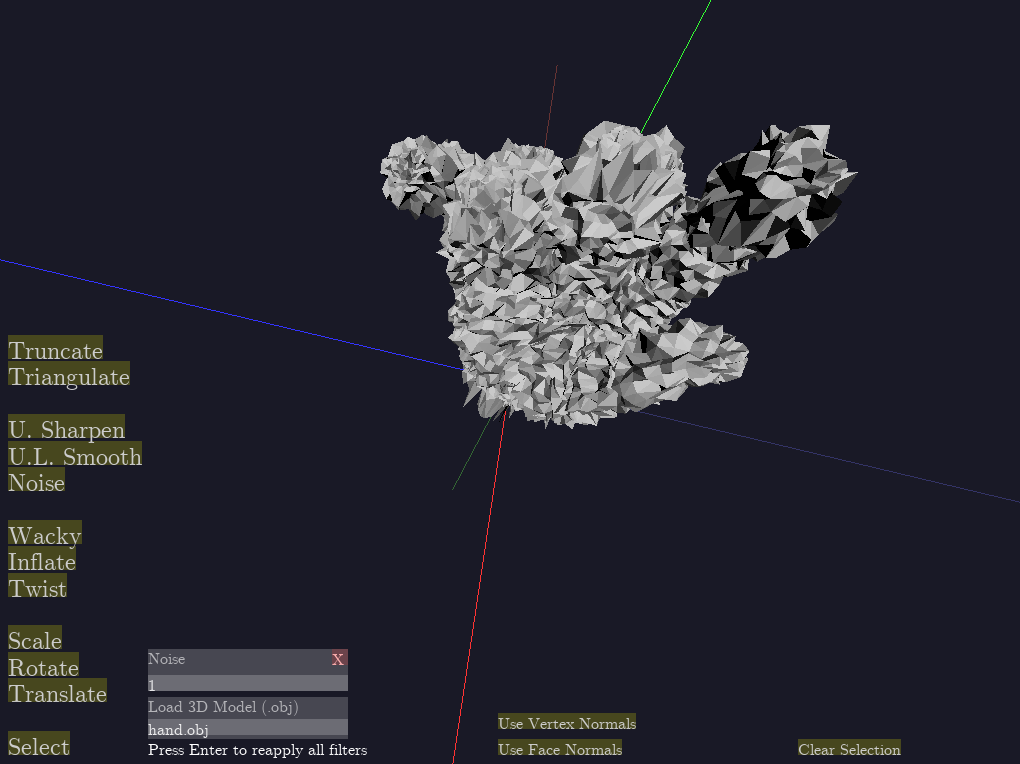 Truncate
Triangulate
U. Sharpen
U.L. Smooth
Noise
Wacky
Inflate
Twist
Scale
Rotate
Translate
Select
Noise X
1
Load 3D Model (.obj)
hand.obj
Press Enter to reapply all filters
Use Vertex Normals
Use Face Normals
Clear Selection